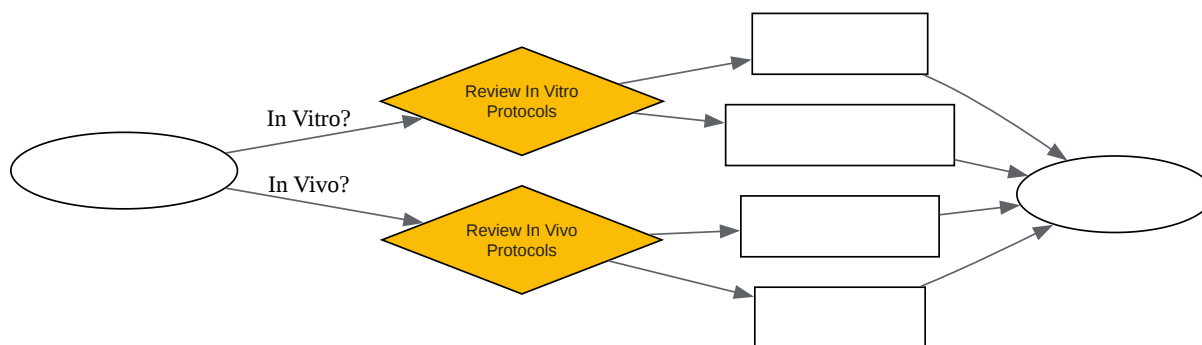 In Vitro?
Review In Vitro
Protocols
In Vivo?
Review In Vivo
Protocols